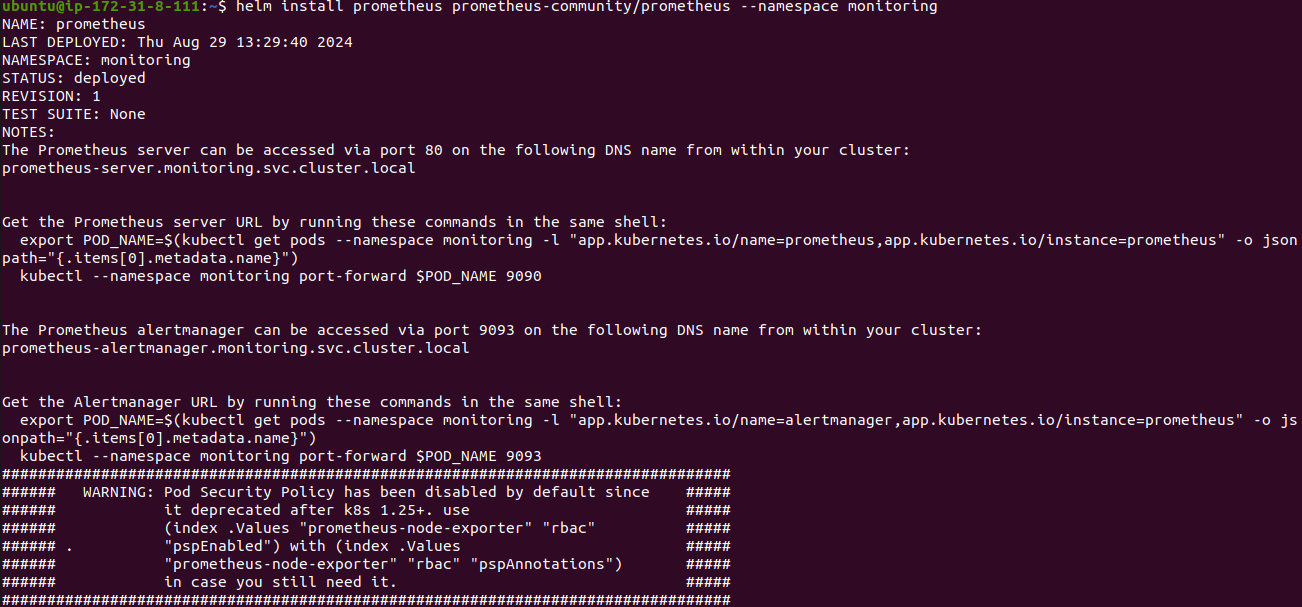 ubuntu@ip-172-31-8-111:~$ helm install prometheus prometheus-community/prometheus --namespace monitoring
NAME: prometheus
LAST DEPLOYED: Thu Aug 29 13:29:40 2024
NAMESPACE: monitoring
STATUS: deployed
REVISION: 1
TEST SUITE: None
NOTES:
The Prometheus server can be accessed via port 80 on the following DNS name from within your cluster:
prometheus-server.monitoring.svc.cluster.local


Get the Prometheus server URL by running these commands in the same shell:
  export POD_NAME=$(kubectl get pods --namespace monitoring -l "app.kubernetes.io/name=prometheus,app.kubernetes.io/instance=prometheus" -o json
path="{.items[0].metadata.name}")
  kubectl --namespace monitoring port-forward $POD_NAME 9090


The Prometheus alertmanager can be accessed via port 9093 on the following DNS name from within your cluster:
prometheus-alertmanager.monitoring.svc.cluster.local


Get the Alertmanager URL by running these commands in the same shell:
  export POD_NAME=$(kubectl get pods --namespace monitoring -l "app.kubernetes.io/name=alertmanager,app.kubernetes.io/instance=prometheus" -o js
onpath="{.items[0].metadata.name}")
  kubectl --namespace monitoring port-forward $POD_NAME 9093
#################################################################################
######   WARNING: Pod Security Policy has been disabled by default since    #####
######            it deprecated after k8s 1.25+. use                        #####
######            (index .Values "prometheus-node-exporter" "rbac"          #####
###### .          "pspEnabled") with (index .Values                         #####
######            "prometheus-node-exporter" "rbac" "pspAnnotations")       #####
######            in case you still need it.                                #####
#################################################################################